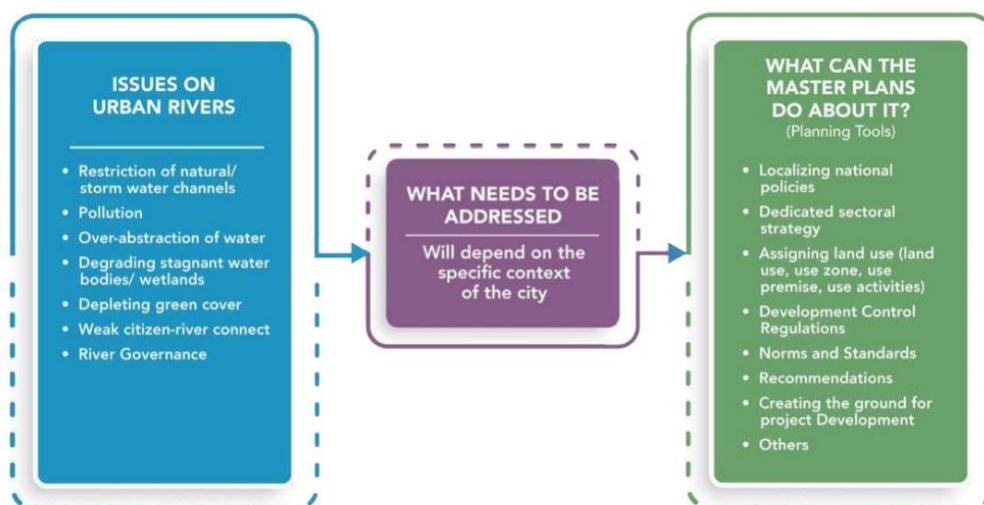 ISSUES ON
URBAN RIVERS
• Restriction of natural/
storm water channels
• Pollution
• Over-abstraction of water
• Degrading stagnant water
bodies/ wetlands
• Depleting green cover
• Weak citizen-river connect
• River Governance
WHAT NEEDS TO BE
ADDRESSED
Will depend on the
specific context
of the city
WHAT CAN THE
MASTER PLANS
DO ABOUT IT?
(Planning Tools)
• Localizing national
policies
• Dedicated sectoral
strategy
• Assigning land use (land
use, use zone, use
premise, use activities)
• Development Control
Regulations
• Norms and Standards
• Recommendations
• Creating the ground for
project Development
• Others